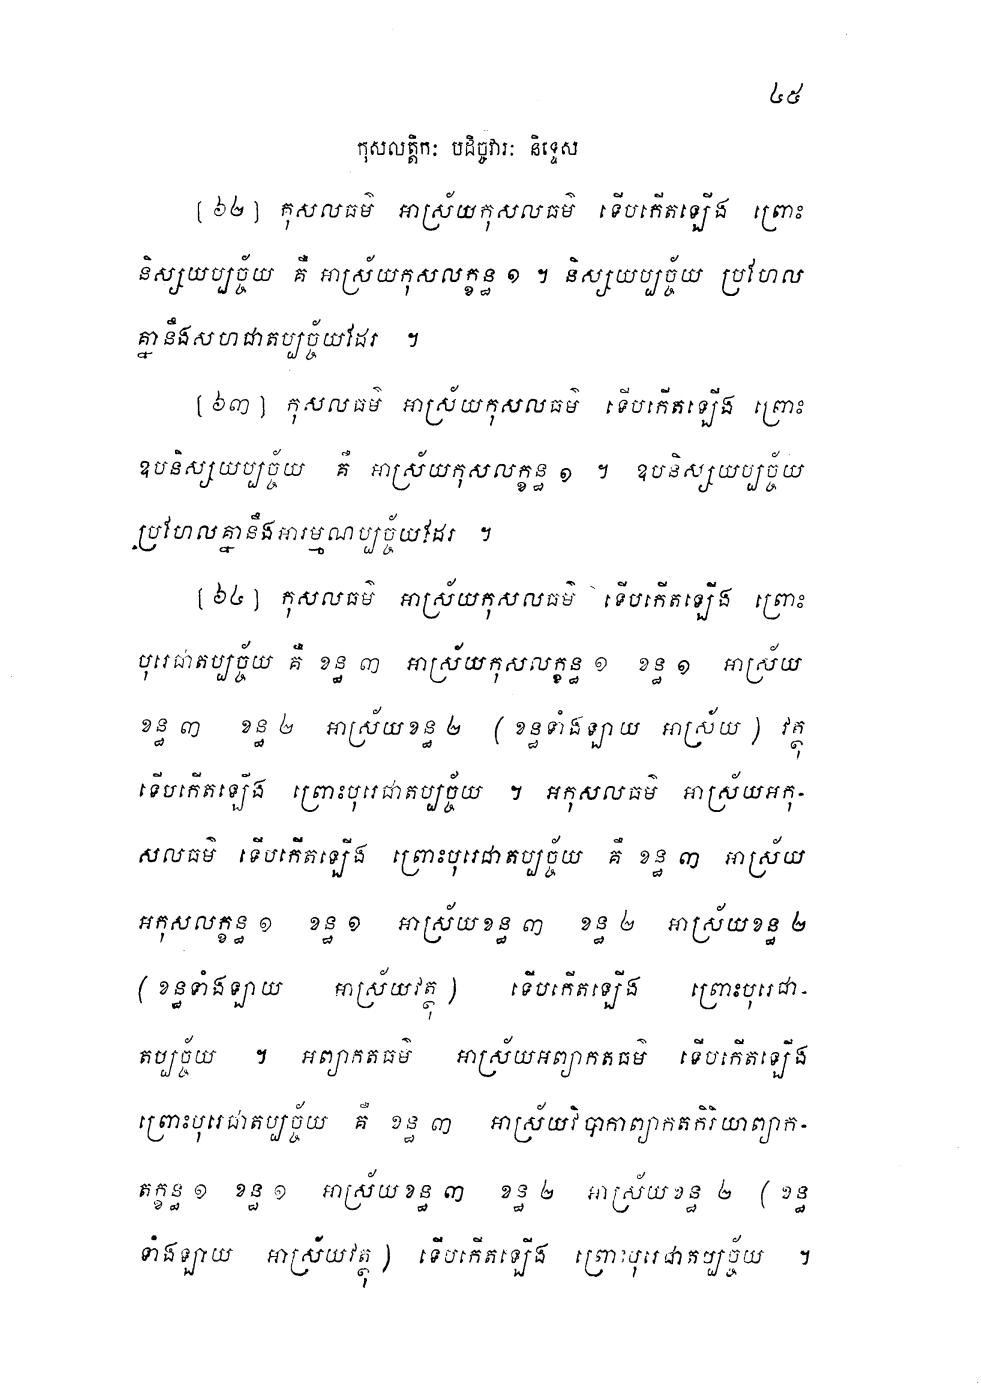 ៤៥
កុសលត្តិកៈ បដិច្ចវារៈ និទ្ទេស
[៦២] កុសលធម៌ អាស្រ័យកុសលធម៌ ទើបកើតឡើង ព្រោះ
និស្សយប្បច្ច័យ គឺ អាស្រ័យកុសលក្ខន្ធ ១ ។ និស្សយប្បច្ច័យ ប្រហែល
គ្នានឹងសហជាតប្បច្ច័យដែរ ។
[៦៣] កុសលធម៌ អាស្រ័យកុសលធម៌ ទើបកើតឡើង ព្រោះ
ឧបនិស្សយប្បច្ច័យ គឺ អាស្រ័យកុសលក្ខន្ធ ១ ។ ឧបនិស្សយប្បច្ច័យ
ប្រហែលគ្នានឹងអារម្មណប្បច្ច័យដែរ ។
[៦៤] កុសលធម៌ អាស្រ័យកុសលធម៌ ទើបកើតឡើង ព្រោះ
បុរេជាតប្បច្ច័យ គឺ ខន្ធ ៣ អាស្រ័យកុសលក្ខន្ធ ១ ខន្ធ ១ អាស្រ័យ
ខន្ធ ៣ ខន្ធ ២ អាស្រ័យខន្ធ ២ (ខន្ធទាំងឡាយ អាស្រ័យ) វត្ថុ
ទើបកើតឡើង ព្រោះបុរេជាតប្បច្ច័យ ។ អកុសលធម៌ អាស្រ័យអកុ-
សលធម៌ ទើបកើតឡើង ព្រោះបុរេជាតប្បច្ច័យ គឺ ខន្ធ ៣ អាស្រ័យ
អកុសលក្ខន្ធ ១ ខន្ធ ១ អាស្រ័យខន្ធ ៣ ខន្ធ ២ អាស្រ័យខន្ធ ២
(ខន្ធទាំងឡាយ អាស្រ័យវត្ថុ) ទើបកើតឡើង ព្រោះបុរេជា-
តប្បច្ច័យ ។ អព្យាកតធម៌ អាស្រ័យអព្យាកតធម៌ ទើបកើតឡើង
ព្រោះបុរេជាតប្បច្ច័យ គឺ ខន្ធ ៣ អាស្រ័យវិបាកាព្យាកតកិរិយាព្យាក-
តក្ខន្ធ ១ ខន្ធ ១ អាស្រ័យខន្ធ ៣ ខន្ធ ២ អាស្រ័យខន្ធ ២ (ខន្ធ
ទាំងឡាយ អាស្រ័យវត្ថុ) ទើបកើតឡើង ព្រោះបុរេជាតប្បច្ច័យ ។